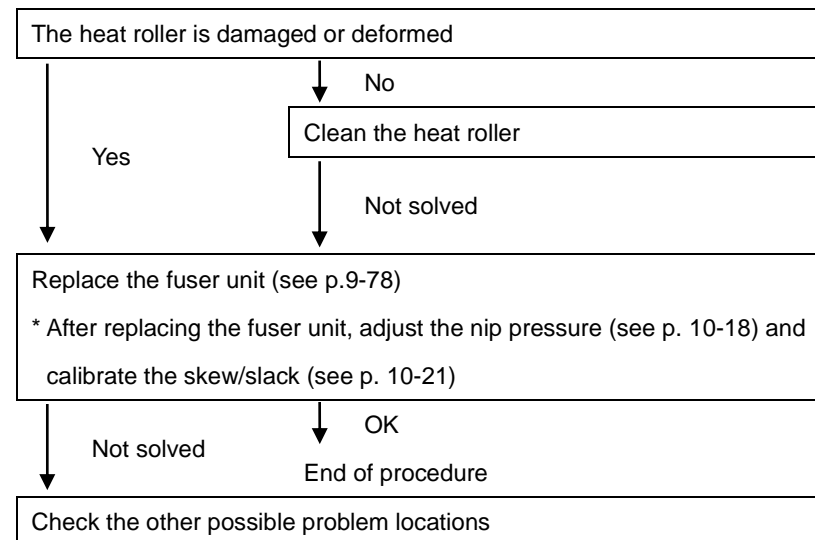 The heat roller is damaged or deformed
No
Clean the heat roller
Yes
Not solved
Replace the fuser unit (see p.9-78)
* After replacing the fuser unit, adjust the nip pressure (see p. 10-18) and
calibrate the skew/slack (see p. 10-21)
OK
Not solved
End of procedure
Check the other possible problem locations